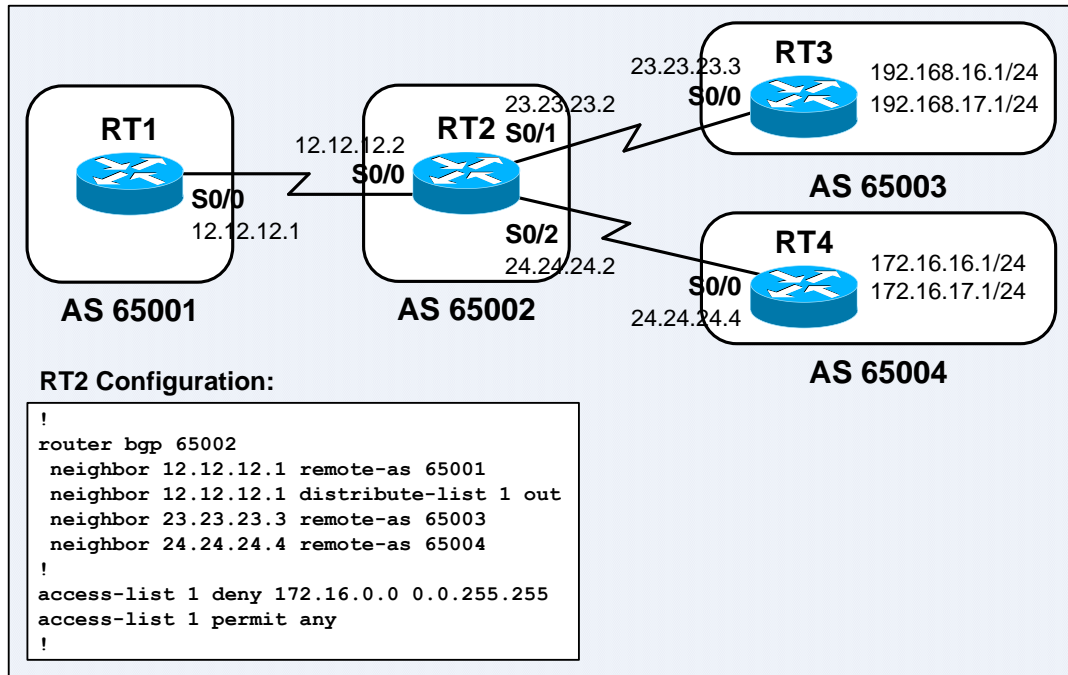 RT3
23.23.23.3
S0/0
192.168.16.1/24
192.168.17.1/24
AS 65003
RT1
S0/0
12.12.12.1
AS 65001
RT2
12.12.12.2
S0/0
23.23.23.2
S0/1
S0/2
24.24.24.2
AS 65002
RT4
S0/0
24.24.24.4
172.16.16.1/24
172.16.17.1/24
AS 65004
RT2 Configuration:
!
router bgp 65002
neighbor 12.12.12.1 remote-as 65001
neighbor 12.12.12.1 distribute-list 1 out
neighbor 23.23.23.3 remote-as 65003
neighbor 24.24.24.4 remote-as 65004
!
access-list 1 deny 172.16.0.0 0.0.255.255
access-list 1 permit any
!